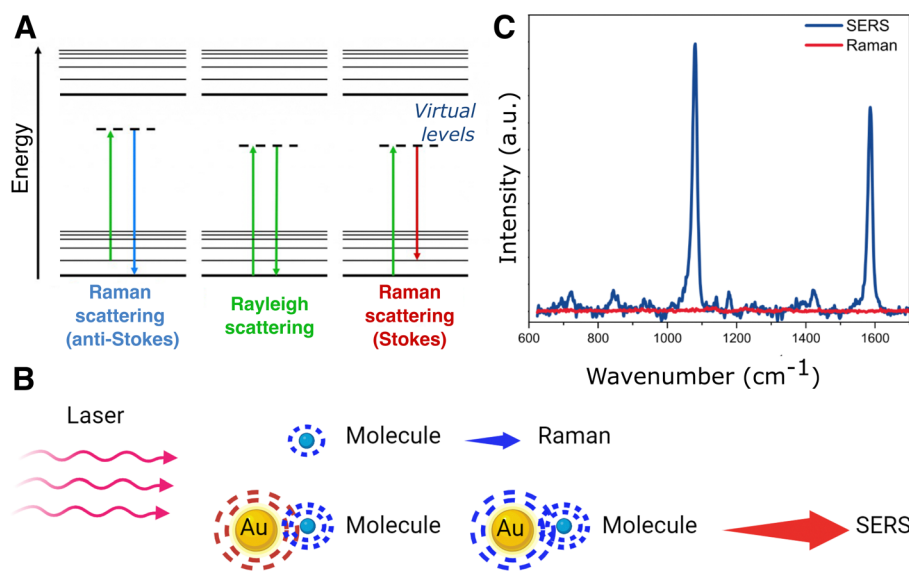 A
Energy
Virtual
levels
Raman
scattering
(anti-Stokes)
Rayleigh
scattering
Raman
scattering
(Stokes)
C
SERS
Raman
Intensity (a.u.)
600
800
1000
1200
1400
1600
Wavenumber (cm⁻¹)
B
Laser
Molecule
Raman
Au
Molecule
Au
Molecule
SERS